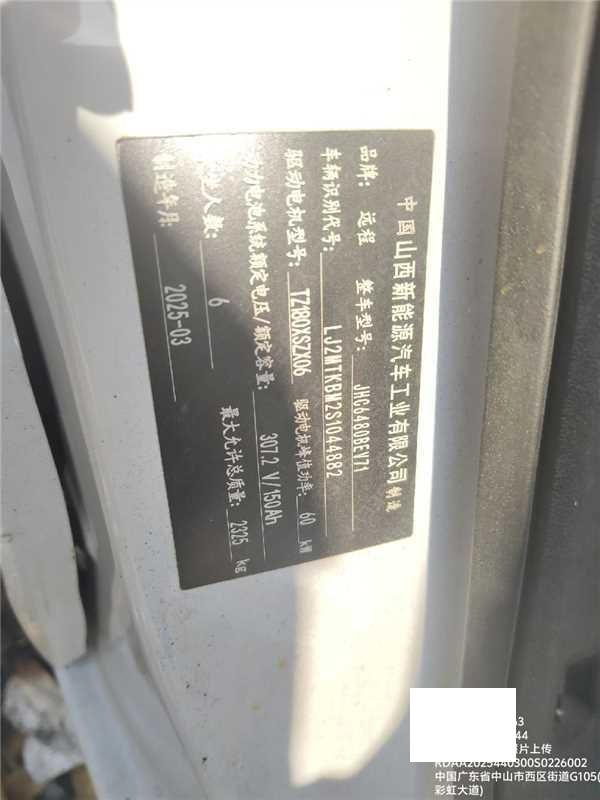 中国山西新能源汽车工业有限公司 制造
品牌： 远程 整车型号： JHC6480BEV71
车辆识别代号： LJ2MTKBM2S1044882
驱动电机型号： TZ180XSZX06 驱动电机峰值功率： 60 kW
动力电池系统额定电压/额定容量： 307.2 V/150Ah
人数： 6 最大允许总质量： 2325 kg
制造年月： 2025-03
63
44
片上传
RDAA2025440300S0226002
中国广东省中山市西区街道G105(
彩虹大道)